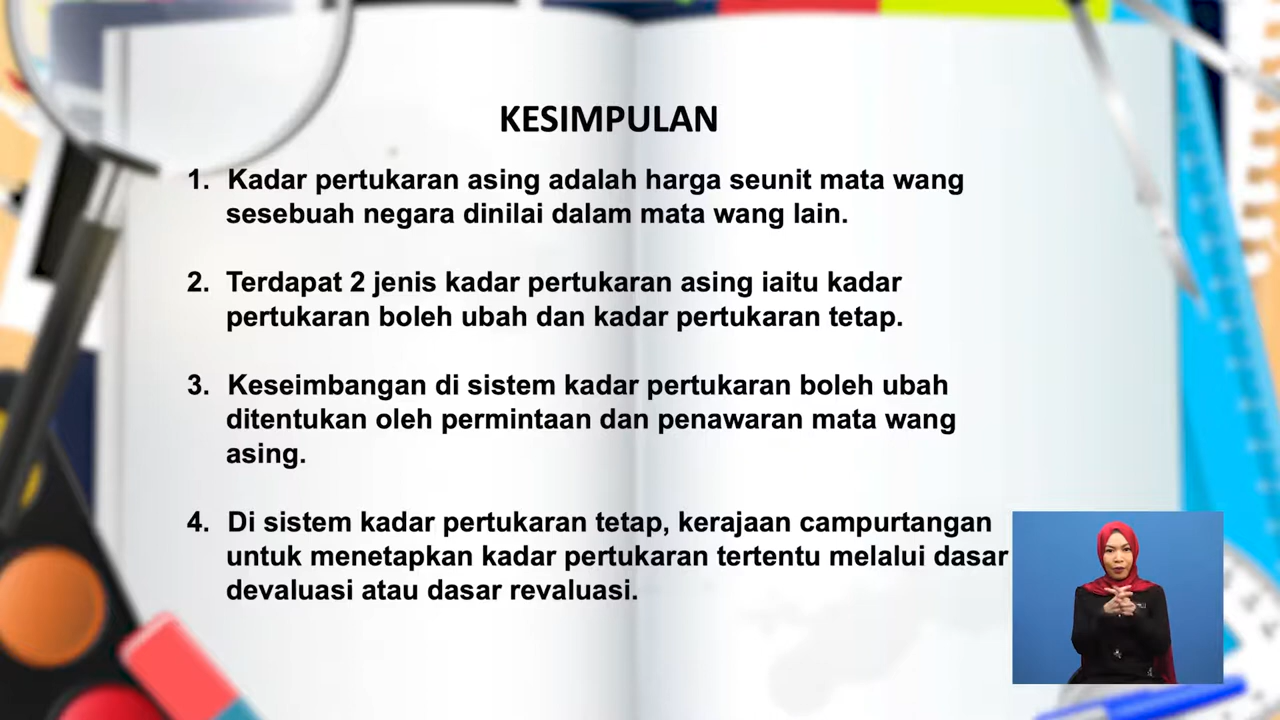 KESIMPULAN
1. Kadar pertukaran asing adalah harga seunit mata wang
sesebuah negara dinilai dalam mata wang lain.
2. Terdapat 2 jenis kadar pertukaran asing iaitu kadar
pertukaran boleh ubah dan kadar pertukaran tetap.
3. Keseimbangan di sistem kadar pertukaran boleh ubah
ditentukan oleh permintaan dan penawaran mata wang
asing.
4. Di sistem kadar pertukaran tetap, kerajaan campurtangan
untuk menetapkan kadar pertukaran tertentu melalui dasar
devaluasi atau dasar revaluasi.